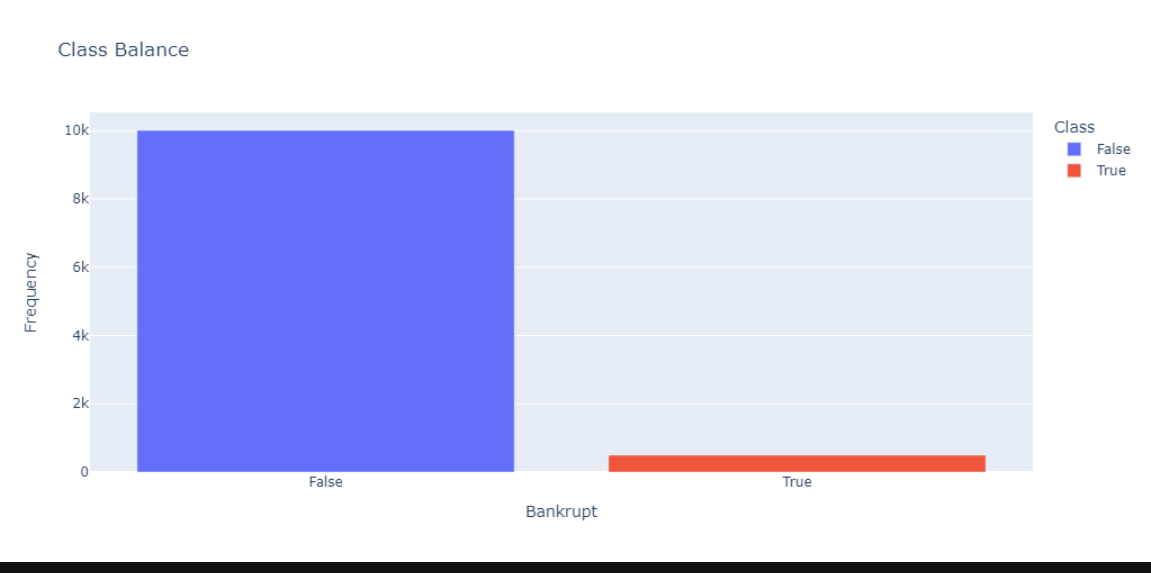 Class Balance
10k
8k
6k
4k
2k
0
Frequency
False
True
Bankrupt
Class
False
True